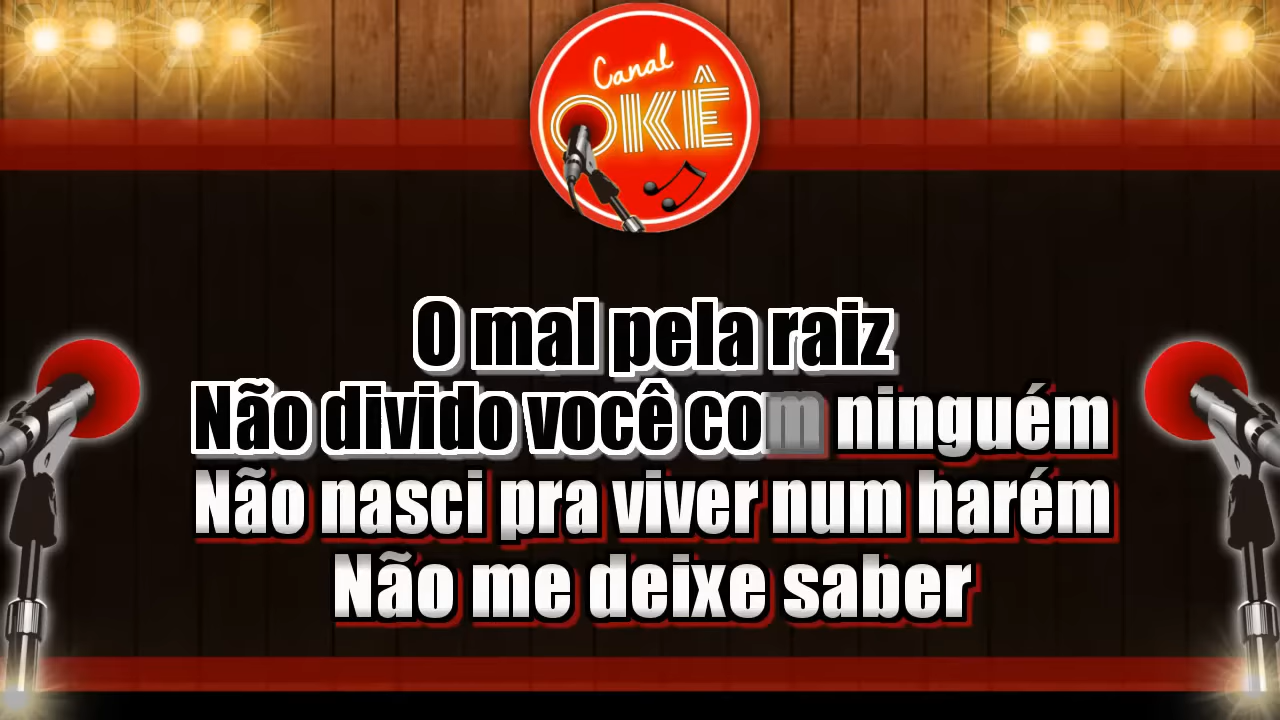 Canal
OKÊ
O mal pela raiz
Não divido você com ninguém
Não nasci pra viver num harém
Não me deixe saber